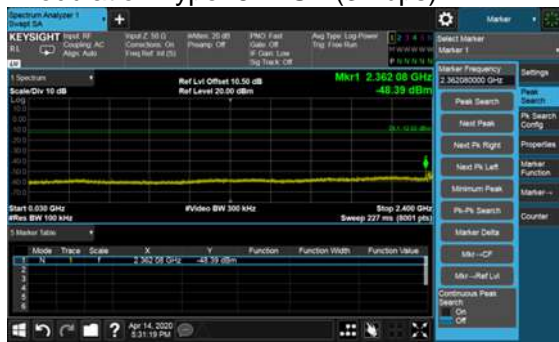 Spectrum Analyzer 1
Swept SA
Marker
KEYSIGHT
RL
Input: RF
Coupling: AC
Align: Auto
Input Z: 50 Ω
Corrections: On
Freq Ref: Int (S)
#Atten: 20 dB
Preamp: Off
PNO: Fast
Gate: Off
IF Gain: Low
Sig Track: Off
Avg Type: Log-Power
Trig: Free Run
Select Marker
Marker 1
1 Spectrum
Scale/Div 10 dB
Log
Ref Lvl Offset 10.50 dB
Ref Level 20.00 dBm
Mkr1 2.362 08 GHz
-48.39 dBm
Marker Frequency
2.362080000 GHz
Peak Search
Next Peak
Next Pk Right
Next Pk Left
Minimum Peak
Pk-Pk Search
Marker Delta
Mkr→CF
Mkr→Ref Lvl
Continuous Peak
Search
On
Off
Settings
Peak
Search
Pk Search
Config
Properties
Marker
Function
Marker→
Counter
Start 0.030 GHz
#Res BW 100 kHz
#Video BW 300 kHz
Stop 2.400 GHz
Sweep 227 ms (8001 pts)
5 Marker Table
Mode Trace Scale X Y Function Function Width Function Value
1 N 1 f 2.362 08 GHz -48.39 dBm
2
3
4
5
6
Apr 14, 2020
5:31:19 PM